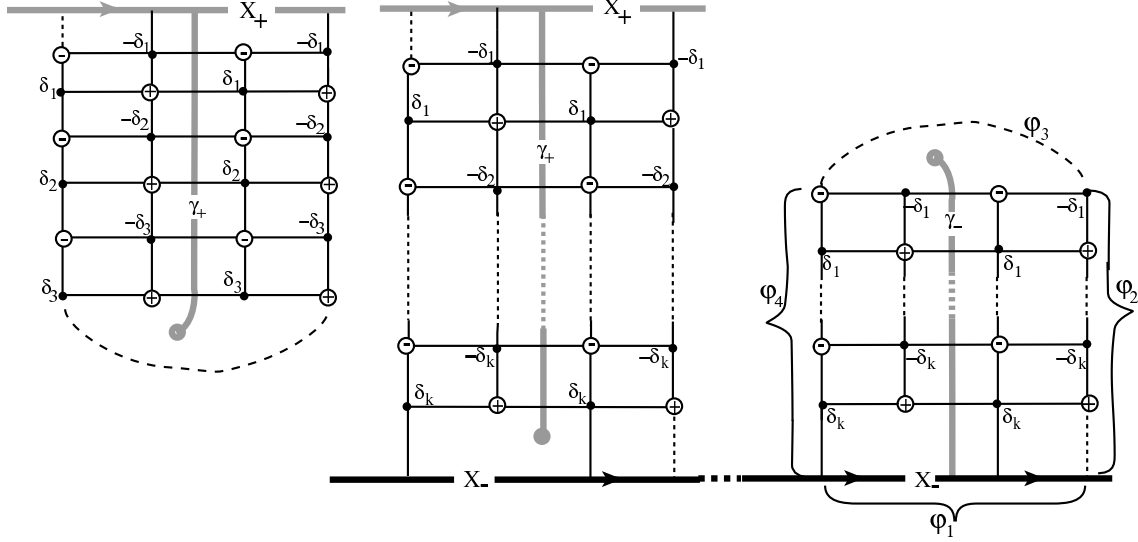 X₊ X₊
-δ₁ -δ₁ -δ₁ -δ₁
δ₁ δ₁ δ₁ δ₁
-δ₂ -δ₂ γ₊ φ₃
δ₂ δ₂ -δ₂ -δ₂
γ₊ -δ₁ γ₋ -δ₁
-δ₃ -δ₃ δ₁ δ₁
δ₃ δ₃ φ₄ φ₂
-δₖ -δₖ -δₖ -δₖ
δₖ δₖ δₖ δₖ
X₋ X₋
φ₁